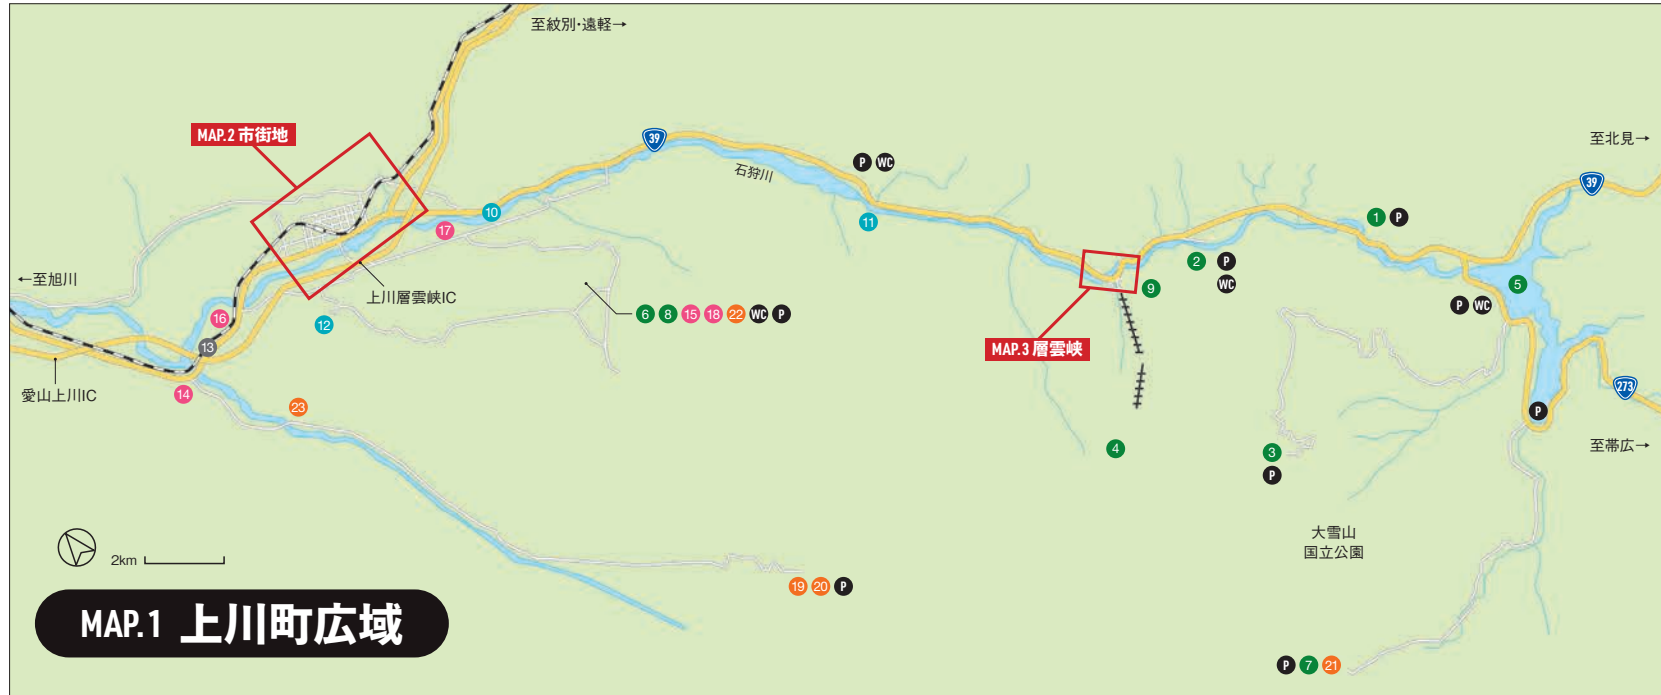 至紋別・遠軽→
MAP.2 市街地
39
至北見→
P WC
石狩川
39
10
1 P
11
17
2 P
WC
←至旭川
9
5
上川層雲峡IC
P WC
6 8 15 18 22 WC P
16
12
13
MAP.3 層雲峡
愛山上川IC
14
273
23
P
至帯広→
4
3
P
大雪山
国立公園
2km
19 20 P
MAP.1 上川町広域
P 7 21